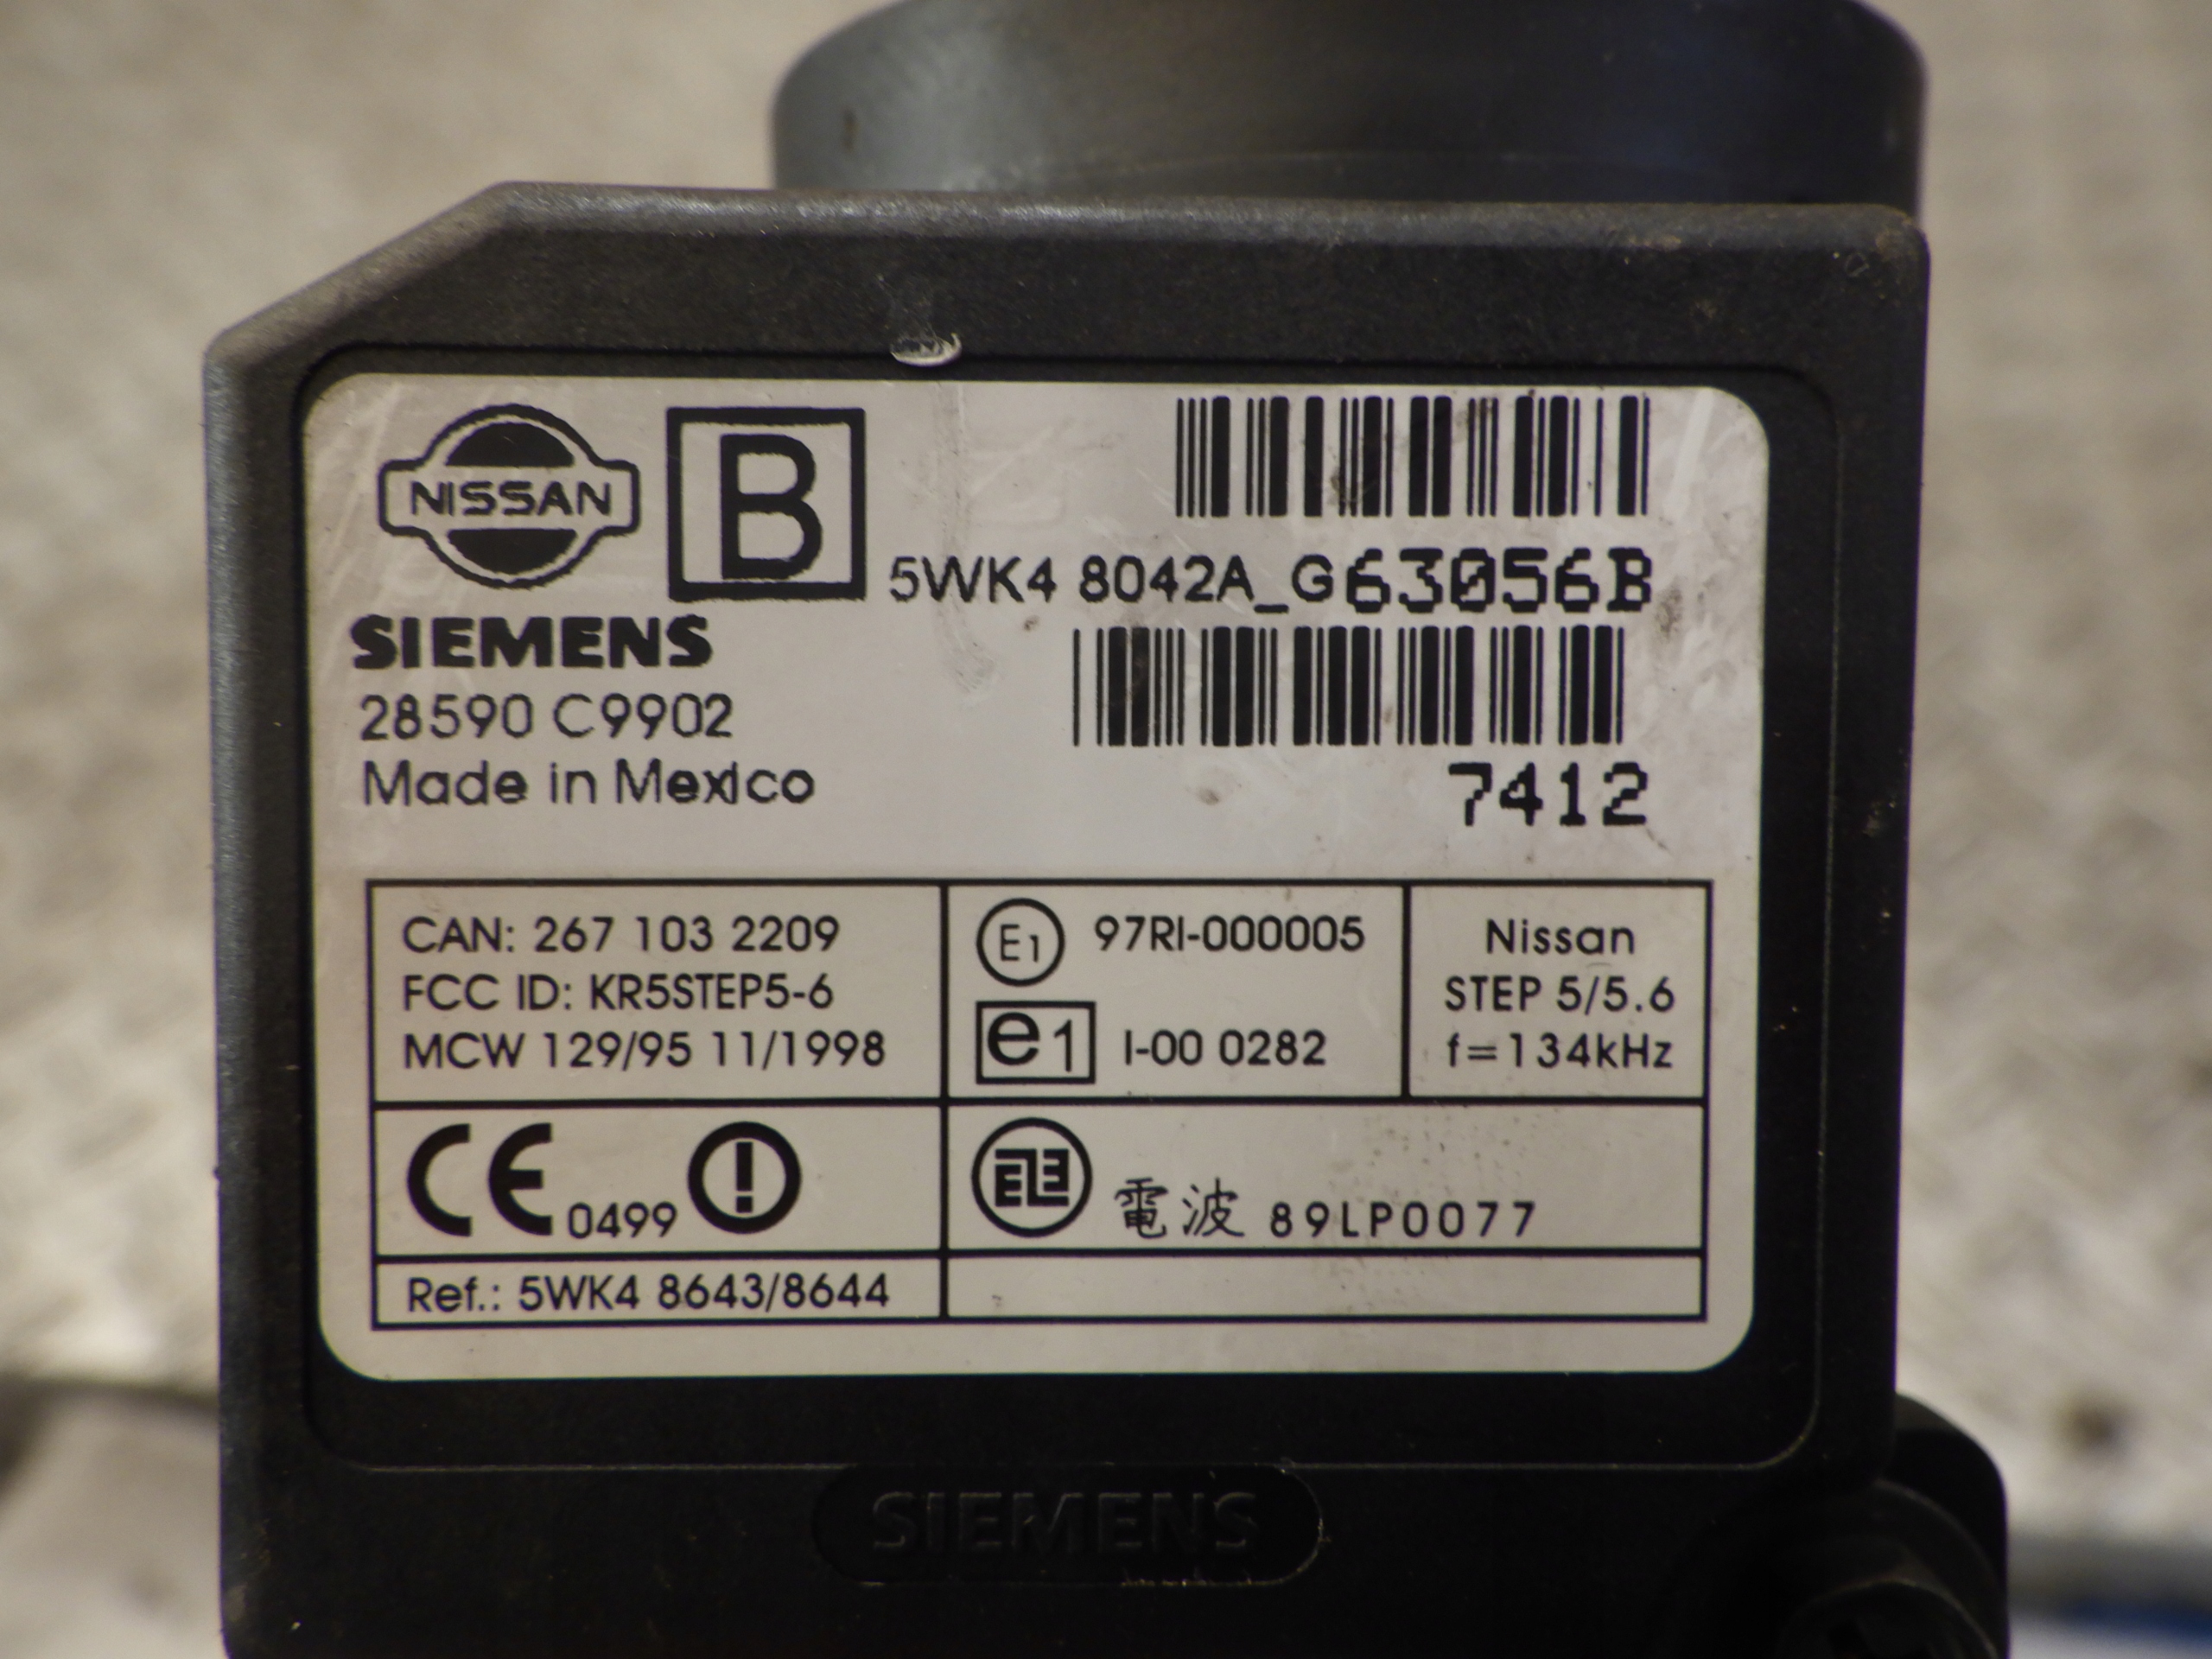 NISSAN
B
5WK4 8042A_G63056B
SIEMENS
28590 C9902
Made in Mexico
7412
CAN: 267 103 2209
FCC ID: KR5STEP5-6
MCW 129/95 11/1998
E1 97RI-000005
e1 I-00 0282
Nissan
STEP 5/5.6
f=134kHz
CE 0499 !
電波 89LP0077
Ref.: 5WK4 8643/8644
SIEMENS